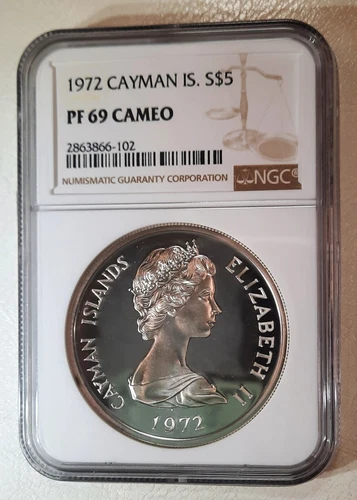 1972 CAYMAN IS. S$5
PF 69 CAMEO
2863866-102
NUMISMATIC GUARANTY CORPORATION
NGC®
CAYMAN ISLANDS
ELIZABETH II
1972